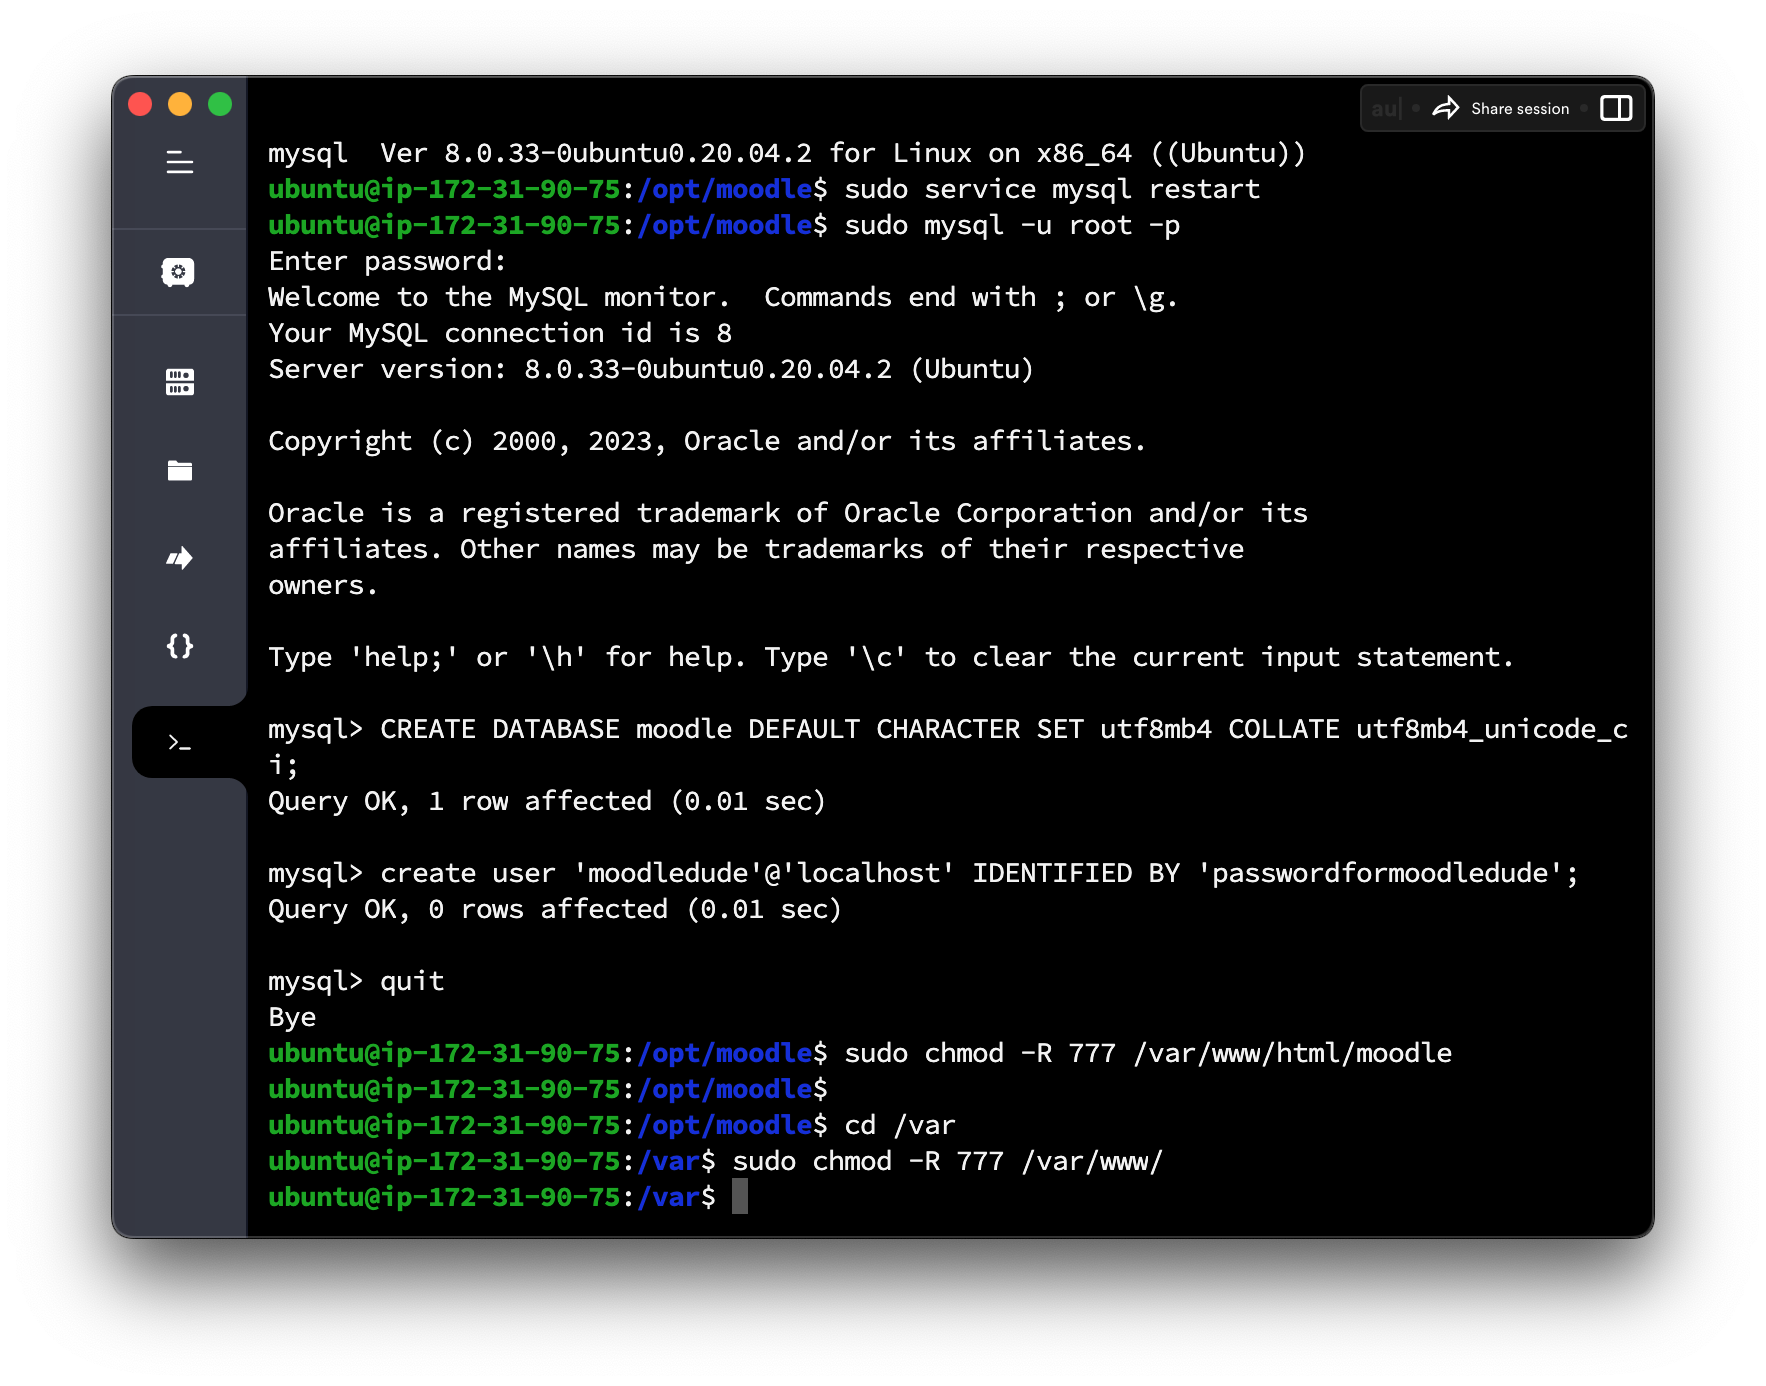 au| • Share session •
mysql  Ver 8.0.33-0ubuntu0.20.04.2 for Linux on x86_64 ((Ubuntu))
ubuntu@ip-172-31-90-75:/opt/moodle$ sudo service mysql restart
ubuntu@ip-172-31-90-75:/opt/moodle$ sudo mysql -u root -p
Enter password:
Welcome to the MySQL monitor.  Commands end with ; or \g.
Your MySQL connection id is 8
Server version: 8.0.33-0ubuntu0.20.04.2 (Ubuntu)
Copyright (c) 2000, 2023, Oracle and/or its affiliates.
Oracle is a registered trademark of Oracle Corporation and/or its
affiliates. Other names may be trademarks of their respective
owners.
Type 'help;' or '\h' for help. Type '\c' to clear the current input statement.
mysql> CREATE DATABASE moodle DEFAULT CHARACTER SET utf8mb4 COLLATE utf8mb4_unicode_c
i;
Query OK, 1 row affected (0.01 sec)
mysql> create user 'moodledude'@'localhost' IDENTIFIED BY 'passwordformoodledude';
Query OK, 0 rows affected (0.01 sec)
mysql> quit
Bye
ubuntu@ip-172-31-90-75:/opt/moodle$ sudo chmod -R 777 /var/www/html/moodle
ubuntu@ip-172-31-90-75:/opt/moodle$
ubuntu@ip-172-31-90-75:/opt/moodle$ cd /var
ubuntu@ip-172-31-90-75:/var$ sudo chmod -R 777 /var/www/
ubuntu@ip-172-31-90-75:/var$